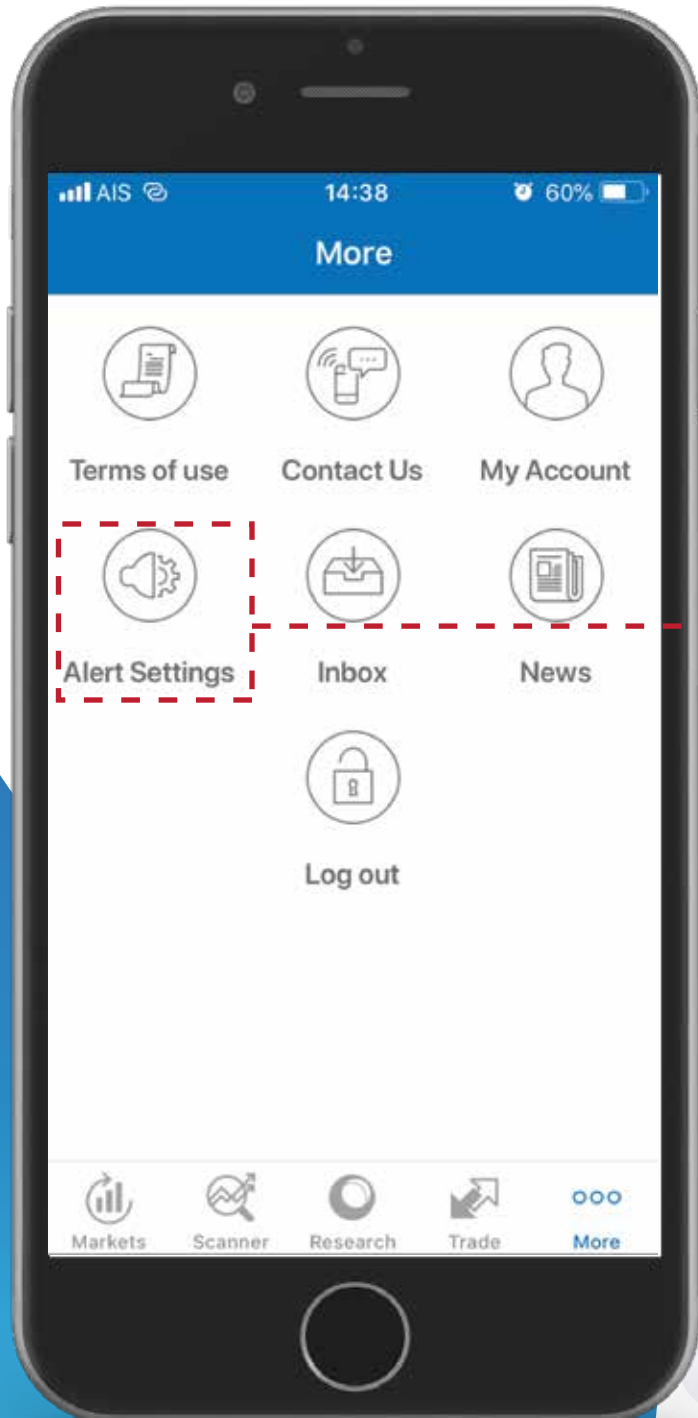 AIS 14:38 60%
More
Terms of use Contact Us My Account
Alert Settings Inbox News
Log out
Markets Scanner Research Trade More